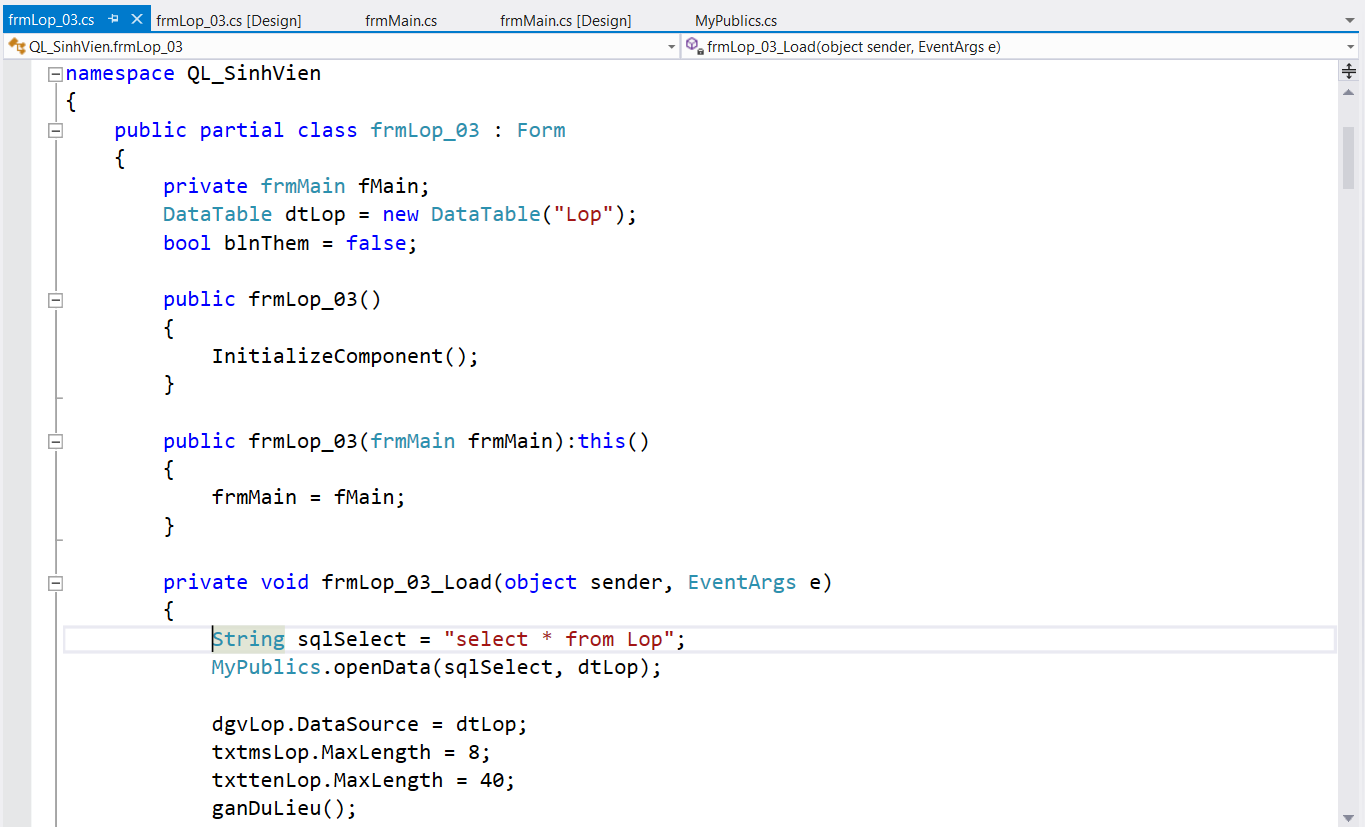 frmLop_03.cs frmLop_03.cs [Design] frmMain.cs frmMain.cs [Design] MyPublics.cs
QL_SinhVien.frmLop_03 frmLop_03_Load(object sender, EventArgs e)
namespace QL_SinhVien
{
    public partial class frmLop_03 : Form
    {
        private frmMain fMain;
        DataTable dtLop = new DataTable("Lop");
        bool blnThem = false;

        public frmLop_03()
        {
            InitializeComponent();
        }

        public frmLop_03(frmMain frmMain):this()
        {
            frmMain = fMain;
        }

        private void frmLop_03_Load(object sender, EventArgs e)
        {
            String sqlSelect = "select * from Lop";
            MyPublics.openData(sqlSelect, dtLop);

            dgvLop.DataSource = dtLop;
            txtmsLop.MaxLength = 8;
            txttenLop.MaxLength = 40;
            ganDuLieu();